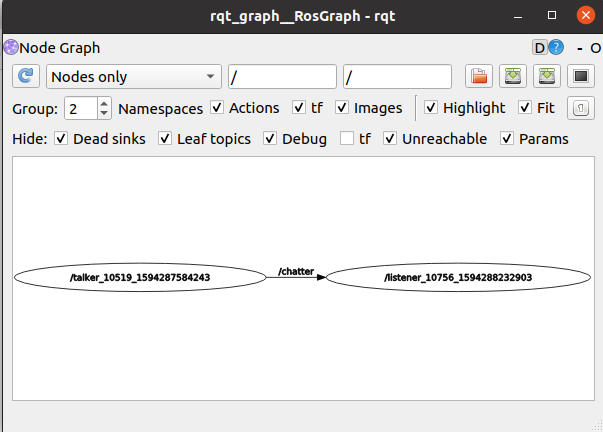 rqt_graph__RosGraph - rqt
Node Graph D ? - O
Nodes only / /
Group: 2 Namespaces Actions tf Images Highlight Fit
Hide: Dead sinks Leaf topics Debug tf Unreachable Params
/chatter
/talker_10519_1594287584243 /listener_10756_1594288232903